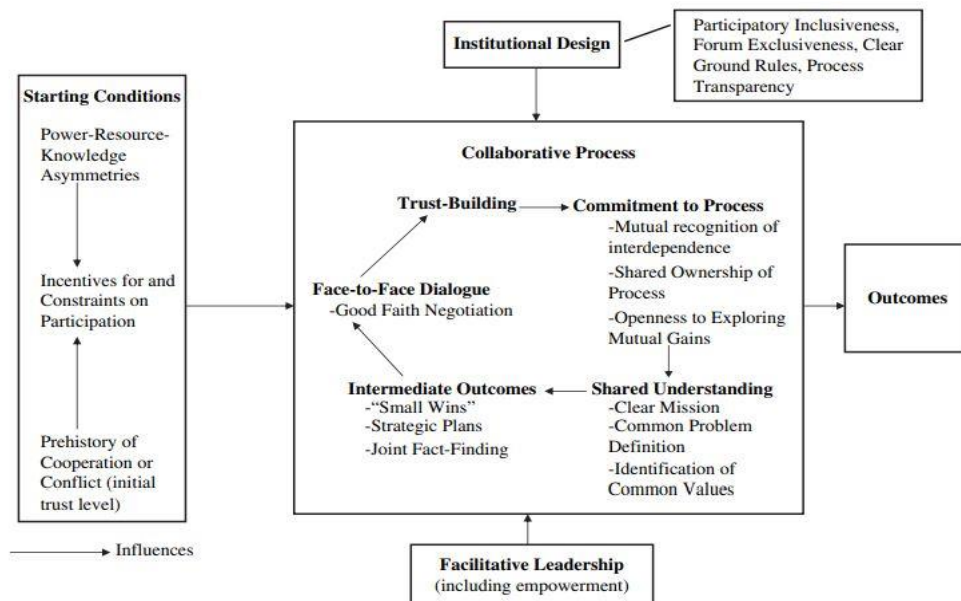 Institutional Design
Participatory Inclusiveness,
Forum Exclusiveness, Clear
Ground Rules, Process
Transparency
Starting Conditions
Power-Resource-
Knowledge
Asymmetries
Incentives for and
Constraints on
Participation
Prehistory of
Cooperation or
Conflict (initial
trust level)
Influences
Collaborative Process
Trust-Building
Commitment to Process
-Mutual recognition of
interdependence
-Shared Ownership of
Process
-Openness to Exploring
Mutual Gains
Face-to-Face Dialogue
-Good Faith Negotiation
Intermediate Outcomes
-“Small Wins”
-Strategic Plans
-Joint Fact-Finding
Shared Understanding
-Clear Mission
-Common Problem
Definition
-Identification of
Common Values
Outcomes
Facilitative Leadership
(including empowerment)